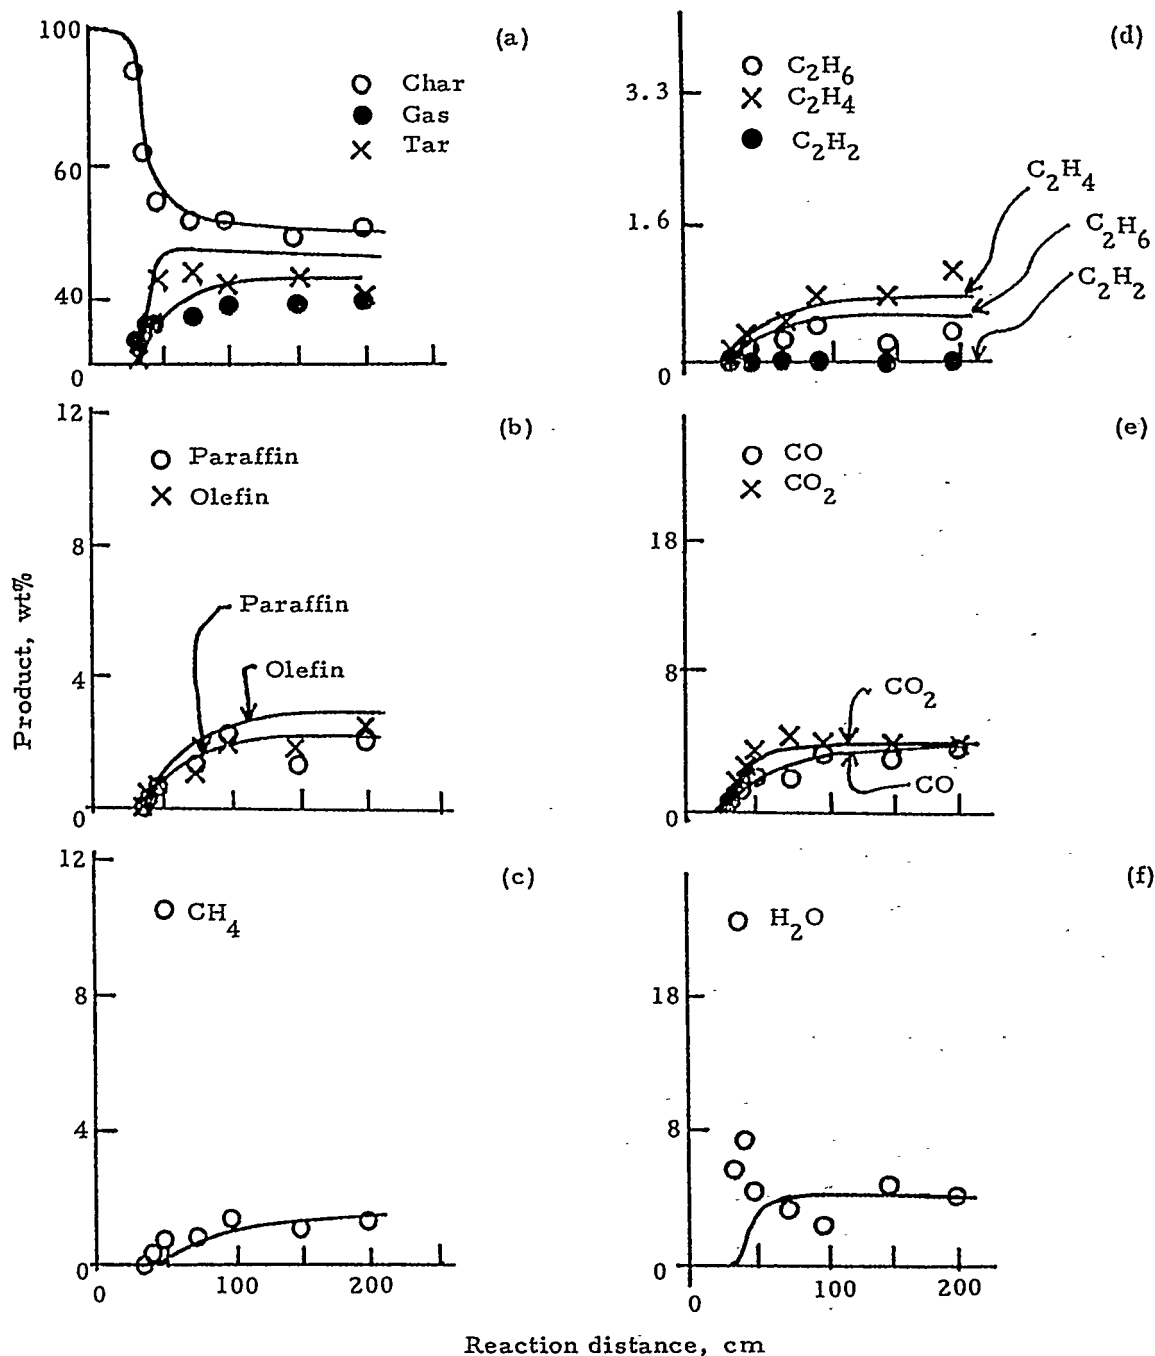 (a)
100
60
40
0
Char
Gas
Tar
(d)
3.3
1.6
0
C2H6
C2H4
C2H2
C2H4
C2H6
C2H2
(b)
12
8
4
0
Paraffin
Olefin
Paraffin
Olefin
Product, wt%
(e)
18
8
0
CO
CO2
CO2
CO
(c)
12
8
4
0
CH4
0
100
200
(f)
18
8
0
H2O
0
100
200
Reaction distance, cm